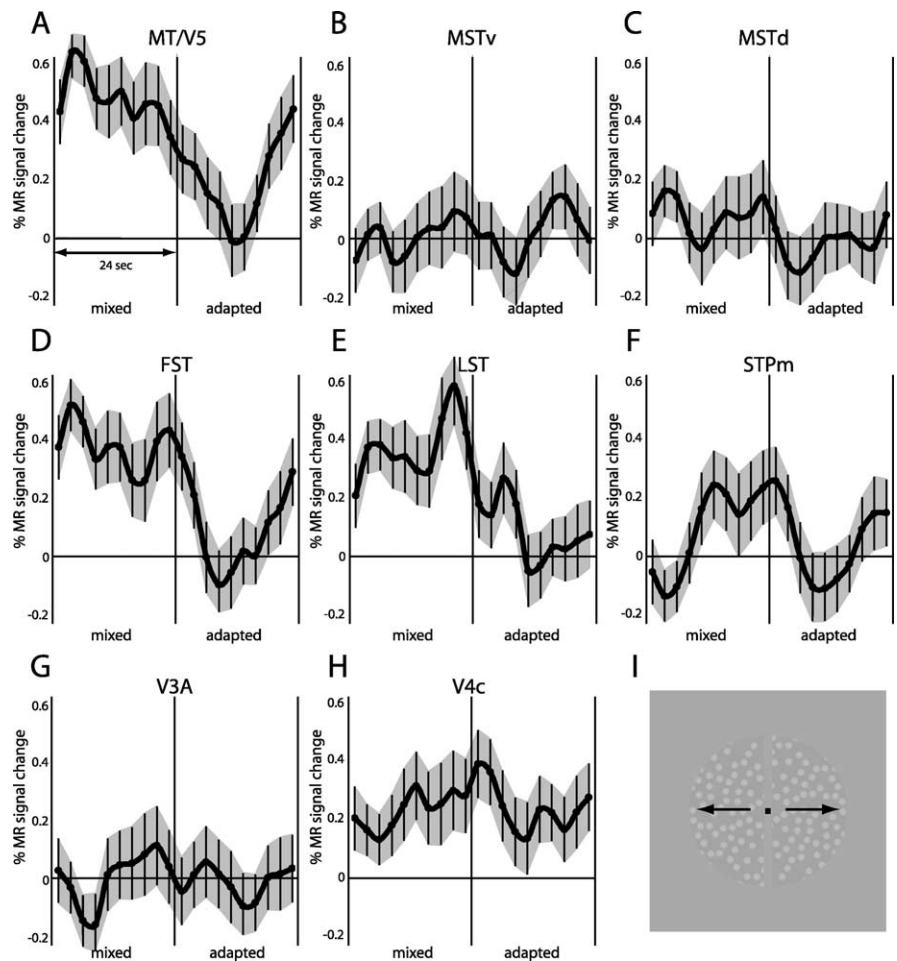 A
MT/V5
% MR signal change
0.6
0.4
0.2
0
-0.2
24 sec
mixed
adapted
B
MSTv
% MR signal change
0.6
0.4
0.2
0
-0.2
mixed
adapted
C
MSTd
% MR signal change
0.6
0.4
0.2
0
-0.2
mixed
adapted
D
FST
% MR signal change
0.6
0.4
0.2
0
-0.2
mixed
adapted
E
LST
% MR signal change
0.6
0.4
0.2
0
-0.2
mixed
adapted
F
STPm
% MR signal change
0.6
0.4
0.2
0
-0.2
mixed
adapted
G
V3A
% MR signal change
0.6
0.4
0.2
0
-0.2
mixed
adapted
H
V4c
% MR signal change
0.6
0.4
0.2
0
-0.2
mixed
adapted
I